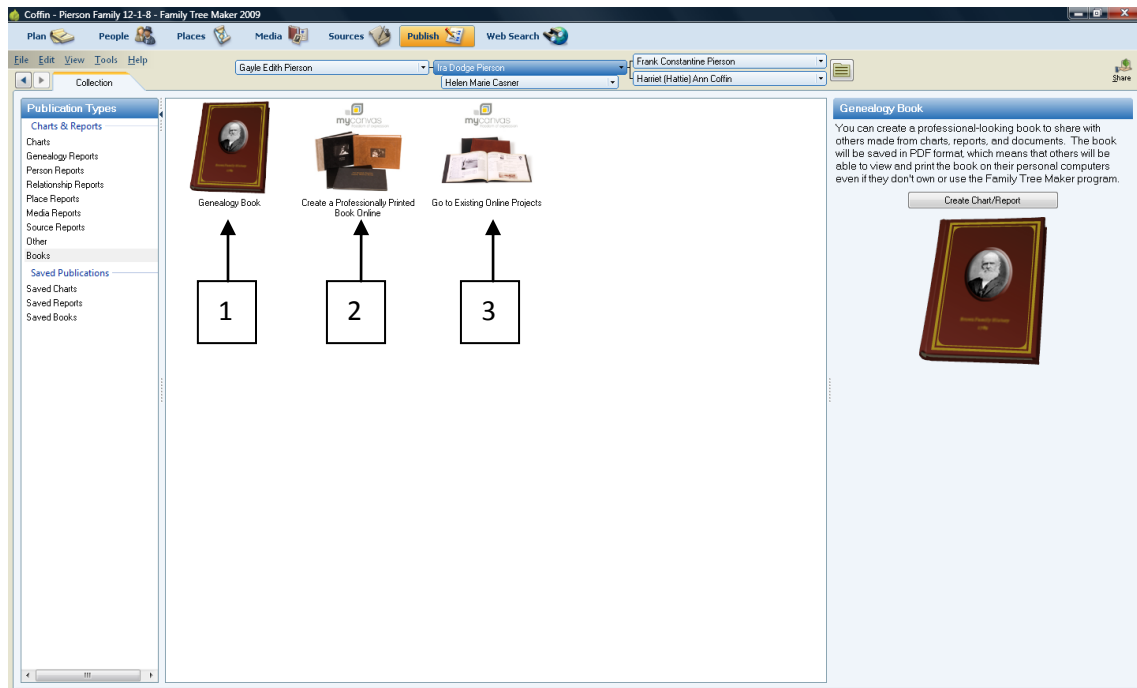 Coffin - Pierson Family 12-1-8 - Family Tree Maker 2009
Plan People Places Media Sources Publish Web Search
File Edit View Tools Help
Gayle Edith Pierson
Ira Dodge Pierson
Helen Marie Casner
Frank Constantine Pierson
Harriet (Hattie) Ann Coffin
Share
Collection
Publication Types
Charts & Reports
Charts
Genealogy Reports
Person Reports
Relationship Reports
Place Reports
Media Reports
Source Reports
Other
Books
Saved Publications
Saved Charts
Saved Reports
Saved Books
Genealogy Book
mycanvas
Create a Professionally Printed
Book Online
mycanvas
Go to Existing Online Projects
1
2
3
Genealogy Book
You can create a professional-looking book to share with
others made from charts, reports, and documents. The book
will be saved in PDF format, which means that others will be
able to view and print the book on their personal computers
even if they don't own or use the Family Tree Maker program.
Create Chart/Report